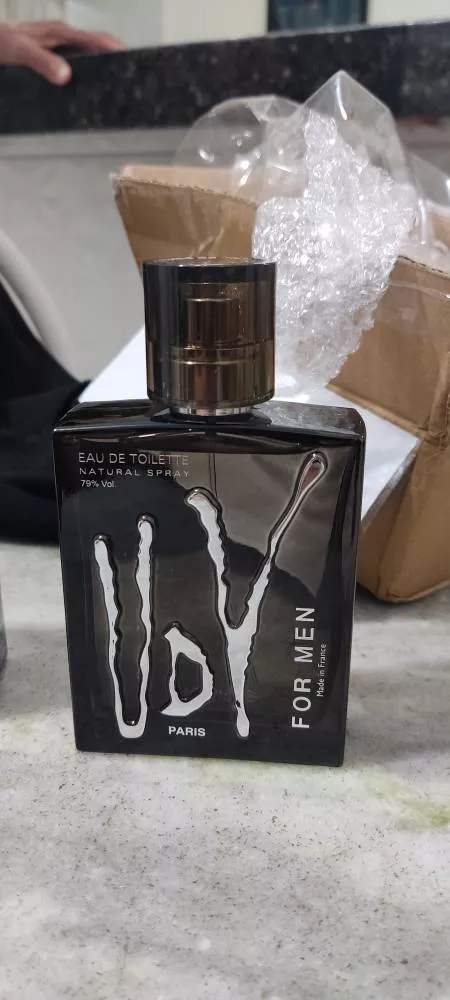 EAU DE TOILETTE
NATURAL SPRAY
79% Vol.
UdV
PARIS
FOR MEN
Made in France